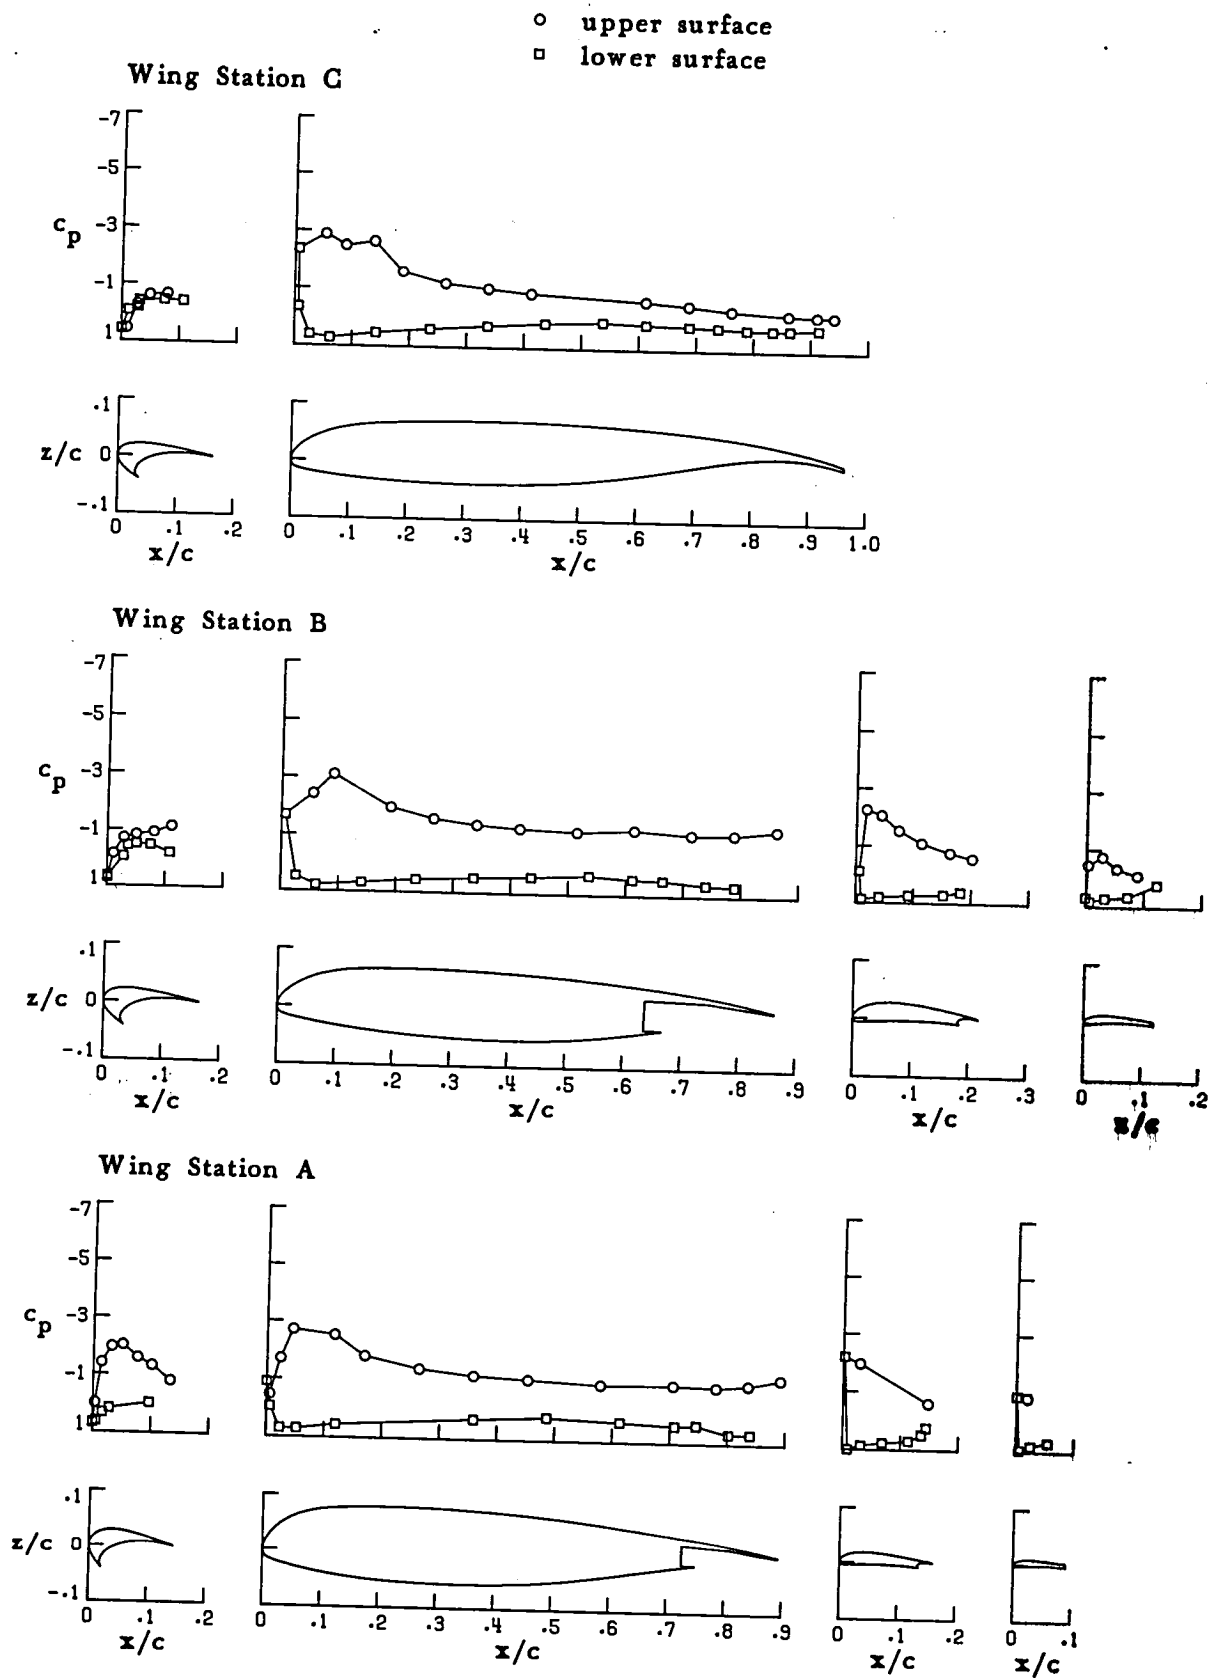 upper surface
lower surface
Wing Station C
-7
-5
c_p -3
-1
1
.1
z/c 0
-.1
0 .1 .2
x/c
0 .1 .2 .3 .4 .5 .6 .7 .8 .9 1.0
x/c
Wing Station B
-7
-5
c_p -3
-1
1
.1
z/c 0
-.1
0 .1 .2
x/c
0 .1 .2 .3 .4 .5 .6 .7 .8 .9
x/c
0 .1 .2 .3
x/c
0 .1 .2
x/c
Wing Station A
-7
-5
c_p -3
-1
1
.1
z/c 0
-.1
0 .1 .2
x/c
0 .1 .2 .3 .4 .5 .6 .7 .8 .9
x/c
0 .1 .2
x/c
0 .1
x/c